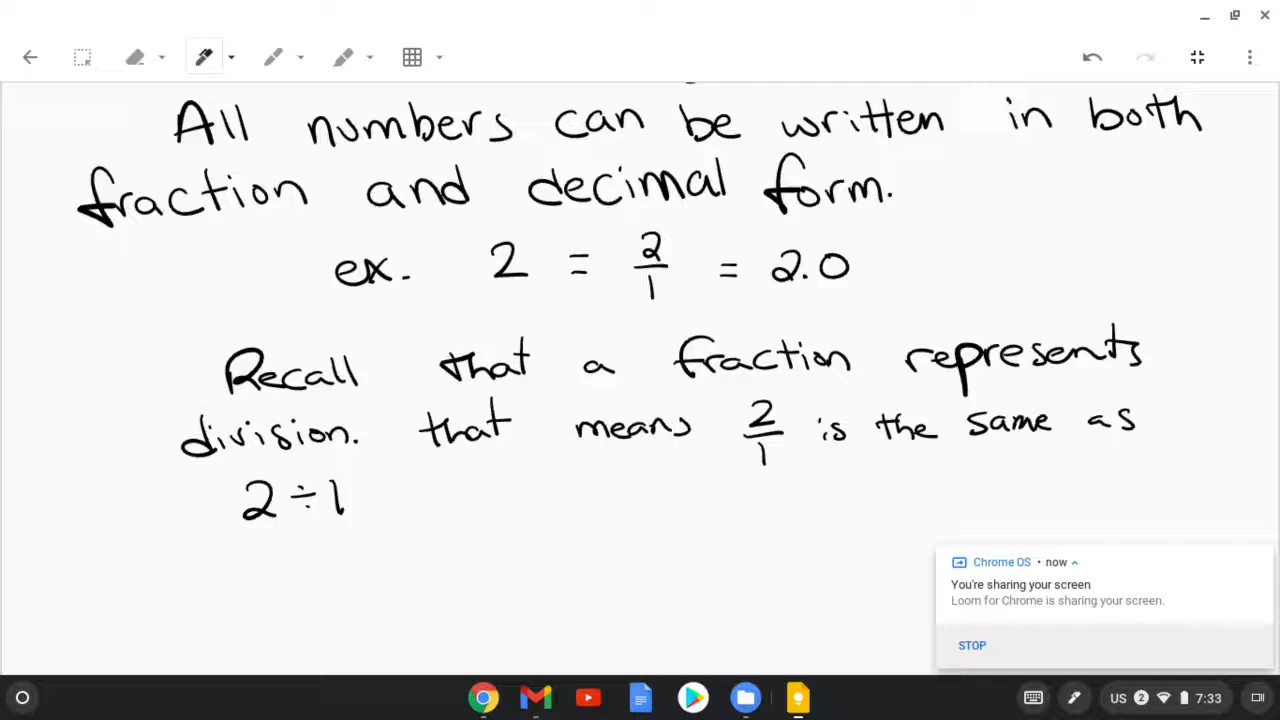 All numbers can be written in both
fraction and decimal form.
ex. 2 = 2/1 = 2.0
Recall that a fraction represents
division. that means 2/1 is the same as
2 ÷ 1
Chrome OS • now
You're sharing your screen
Loom for Chrome is sharing your screen.
STOP
US 2 7:33